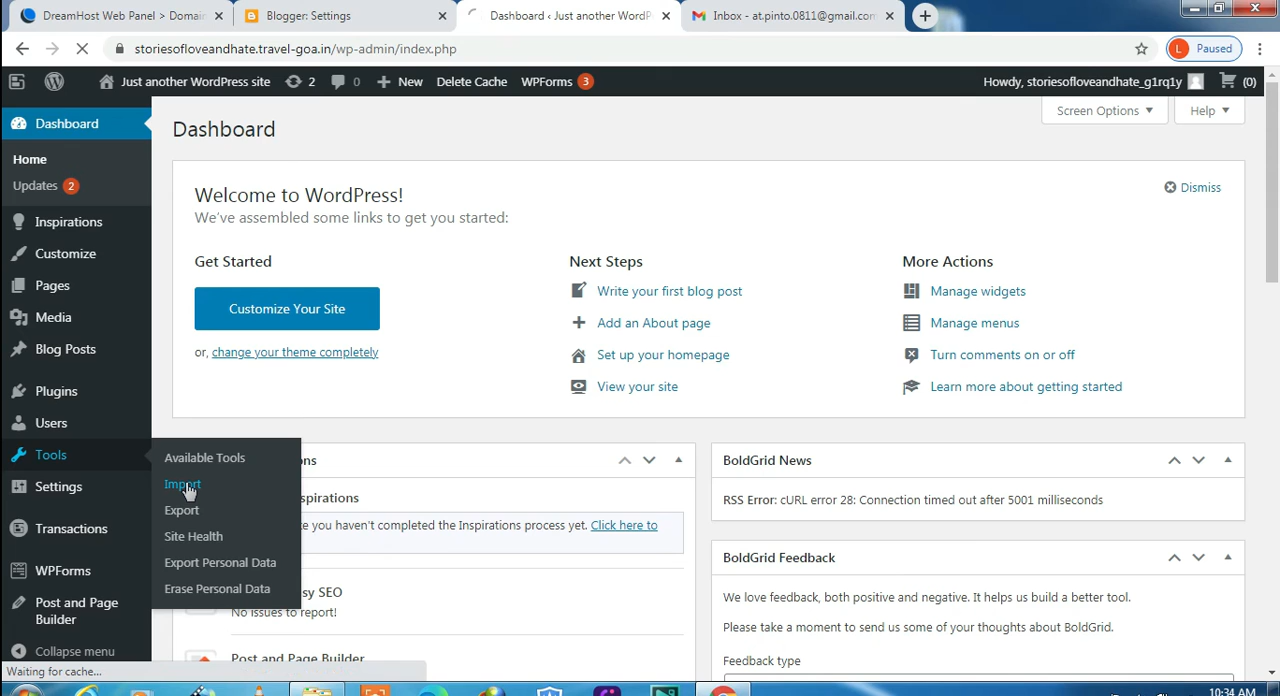 DreamHost Web Panel > Domain
Blogger: Settings
Dashboard ‹ Just another WordP
Inbox - at.pinto.0811@gmail.com
storiesofloveandhate.travel-goa.in/wp-admin/index.php
L Paused
Just another WordPress site 2 0 New Delete Cache WPForms 3 Howdy, storiesofloveandhate_g1rq1y (0)
Dashboard
Home
Updates 2
Inspirations
Customize
Pages
Media
Blog Posts
Plugins
Users
Tools
Settings
Transactions
WPForms
Post and Page
Builder
Collapse menu
Available Tools
Import
Export
Site Health
Export Personal Data
Erase Personal Data
Dashboard
Screen Options Help
Welcome to WordPress!
We've assembled some links to get you started:
Dismiss
Get Started
Customize Your Site
or, change your theme completely
Next Steps
Write your first blog post
Add an About page
Set up your homepage
View your site
More Actions
Manage widgets
Manage menus
Turn comments on or off
Learn more about getting started
ons
spirations
e you haven't completed the Inspirations process yet. Click here to
sy SEO
No issues to report!
Post and Page Builder
BoldGrid News
RSS Error: cURL error 28: Connection timed out after 5001 milliseconds
BoldGrid Feedback
We love feedback, both positive and negative. It helps us build a better tool.
Please take a moment to send us some of your thoughts about BoldGrid.
Feedback type
Waiting for cache...
10:34 AM